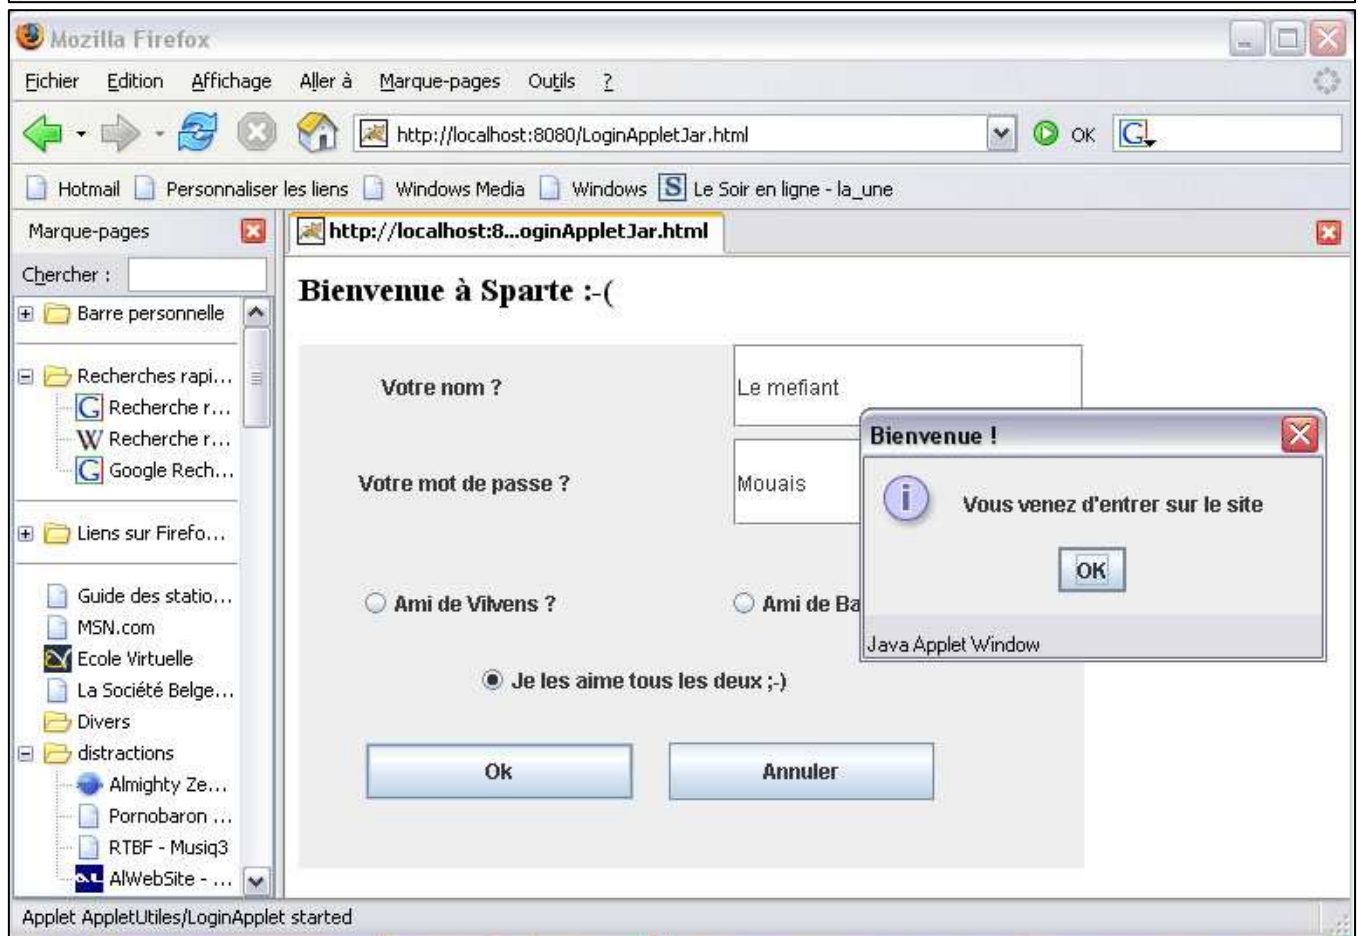 Mozilla Firefox
Fichier Edition Affichage Aller à Marque-pages Outils ?
http://localhost:8080/LoginAppletJar.html OK G
Hotmail Personnaliser les liens Windows Media Windows S Le Soir en ligne - la_une
Marque-pages http://localhost:8...oginAppletJar.html
Chercher :
Bienvenue à Sparte :-(
Barre personnelle
Recherches rapi...
G Recherche r...
W Recherche r...
G Google Rech...
Liens sur Firefo...
Guide des statio...
MSN.com
Ecole Virtuelle
La Société Belge...
Divers
distractions
Almighty Ze...
Pornobaron ...
RTBF - Musiq3
AlWebSite - ...
Votre nom ? Le mefiant
Votre mot de passe ? Mouais
Ami de Vilvens ? Ami de Ba
Je les aime tous les deux ;-)
Ok Annuler
Bienvenue !
i Vous venez d'entrer sur le site
OK
Java Applet Window
Applet AppletUtiles/LoginApplet started